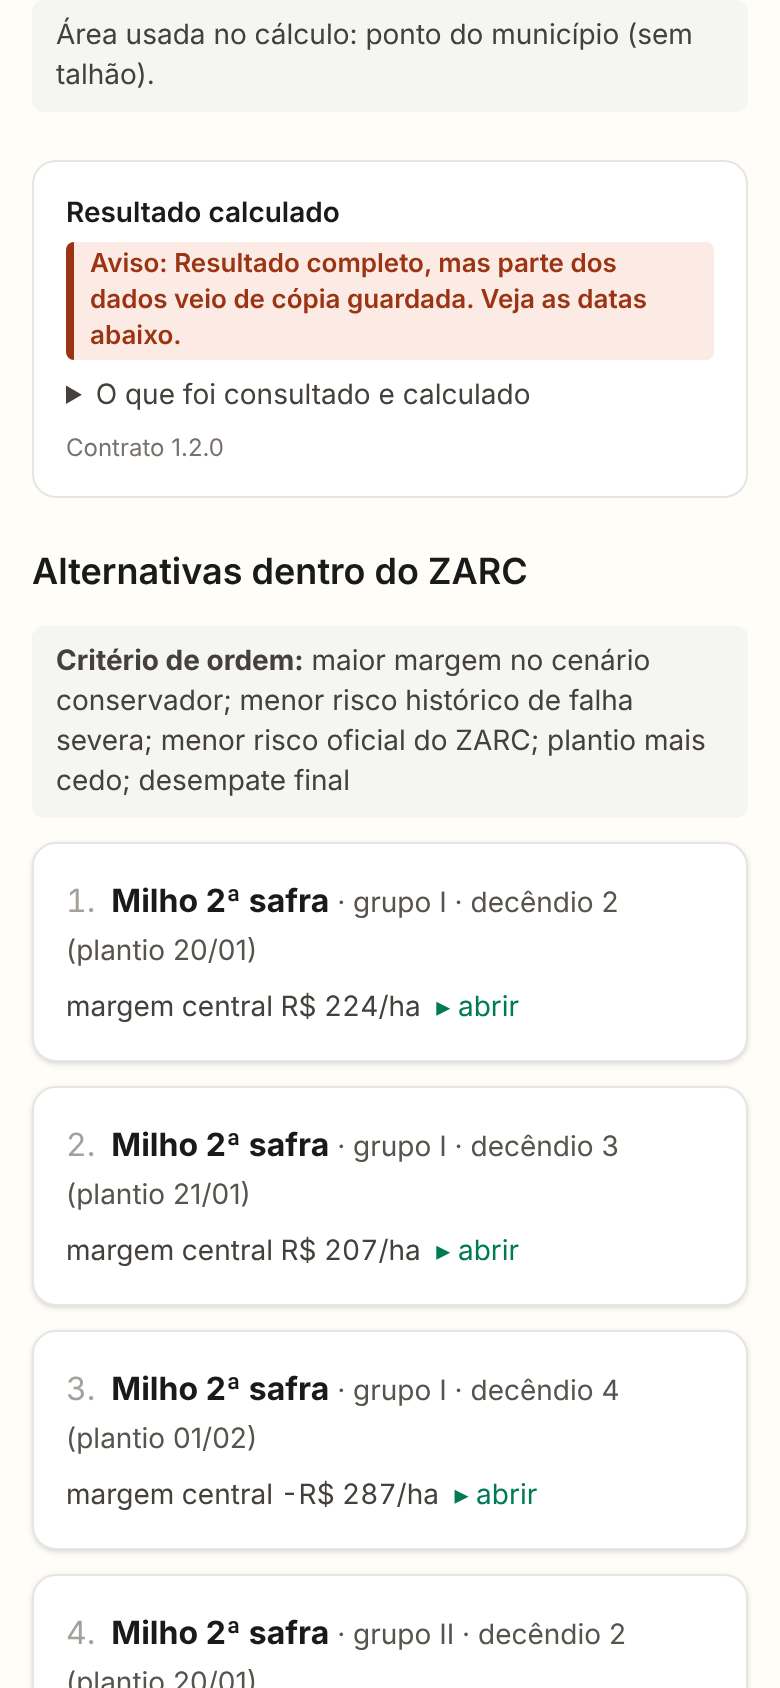 Área usada no cálculo: ponto do município (sem
talhão).
Resultado calculado
Aviso: Resultado completo, mas parte dos
dados veio de cópia guardada. Veja as datas
abaixo.
▶ O que foi consultado e calculado
Contrato 1.2.0
Alternativas dentro do ZARC
Critério de ordem: maior margem no cenário
conservador; menor risco histórico de falha
severa; menor risco oficial do ZARC; plantio mais
cedo; desempate final
1. Milho 2ª safra · grupo I · decêndio 2
(plantio 20/01)
margem central R$ 224/ha ▸ abrir
2. Milho 2ª safra · grupo I · decêndio 3
(plantio 21/01)
margem central R$ 207/ha ▸ abrir
3. Milho 2ª safra · grupo I · decêndio 4
(plantio 01/02)
margem central -R$ 287/ha ▸ abrir
4. Milho 2ª safra · grupo II · decêndio 2
(plantio 20/01)